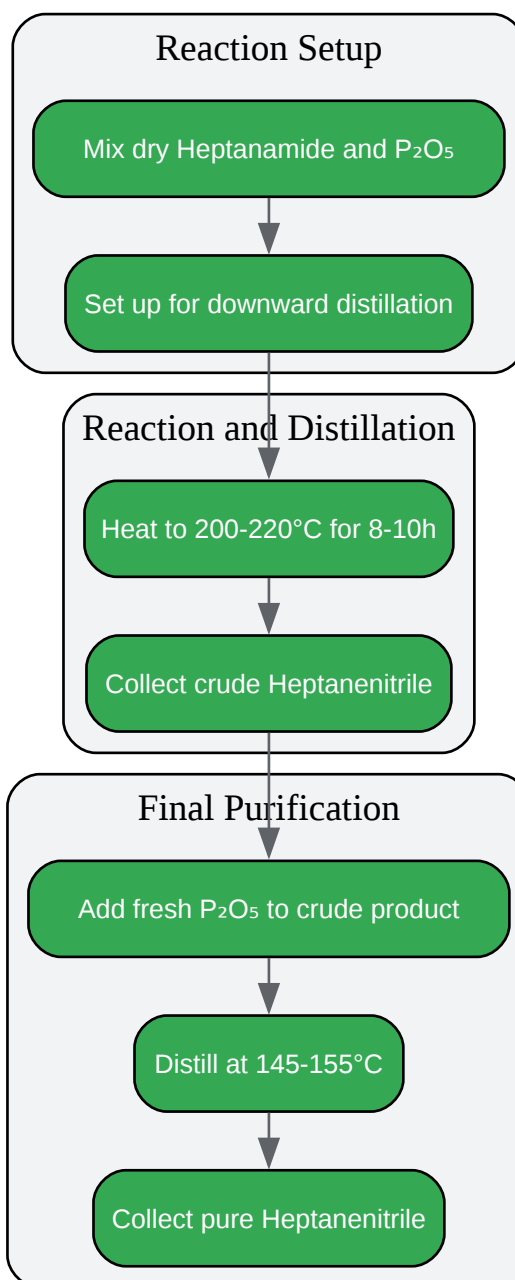 Reaction Setup
Mix dry Heptanamide and P₂O₅
Set up for downward distillation
Reaction and Distillation
Heat to 200-220°C for 8-10h
Collect crude Heptanenitrile
Final Purification
Add fresh P₂O₅ to crude product
Distill at 145-155°C
Collect pure Heptanenitrile